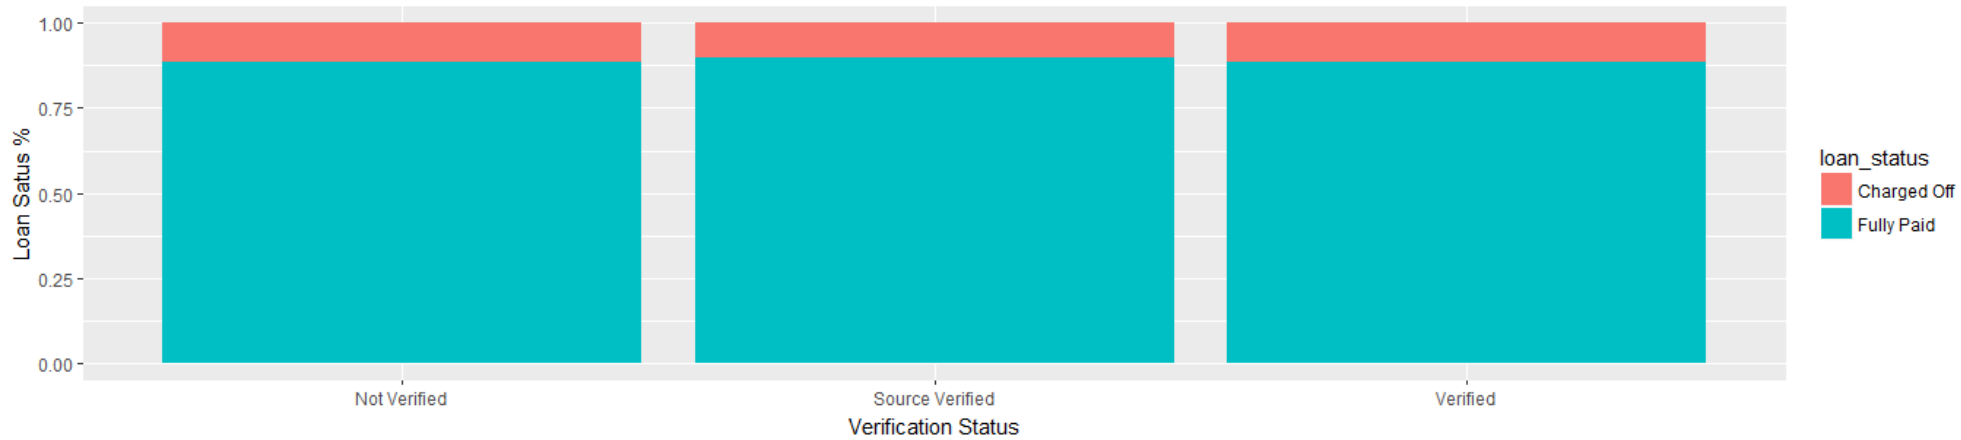 1.00
0.75
0.50
0.25
0.00
Loan Satus %
Not Verified
Source Verified
Verified
Verification Status
loan_status
Charged Off
Fully Paid